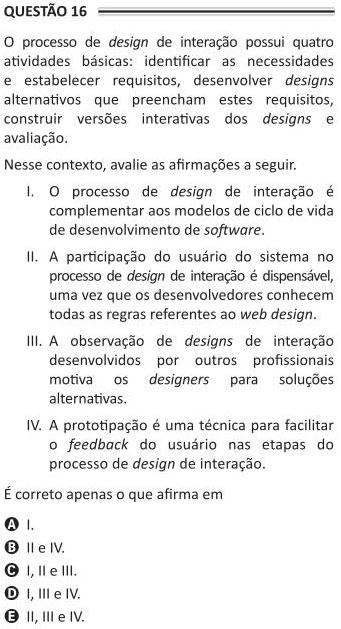 QUESTÃO 16
O processo de design de interação possui quatro
atividades básicas: identificar as necessidades
e estabelecer requisitos, desenvolver designs
alternativos que preencham estes requisitos,
construir versões interativas dos designs e
avaliação.
Nesse contexto, avalie as afirmações a seguir.
I. O processo de design de interação é
complementar aos modelos de ciclo de vida
de desenvolvimento de software.
II. A participação do usuário do sistema no
processo de design de interação é dispensável,
uma vez que os desenvolvedores conhecem
todas as regras referentes ao web design.
III. A observação de designs de interação
desenvolvidos por outros profissionais
motiva os designers para soluções
alternativas.
IV. A prototipação é uma técnica para facilitar
o feedback do usuário nas etapas do
processo de design de interação.
É correto apenas o que afirma em
A I.
B II e IV.
C I, II e III.
D I, III e IV.
E II, III e IV.